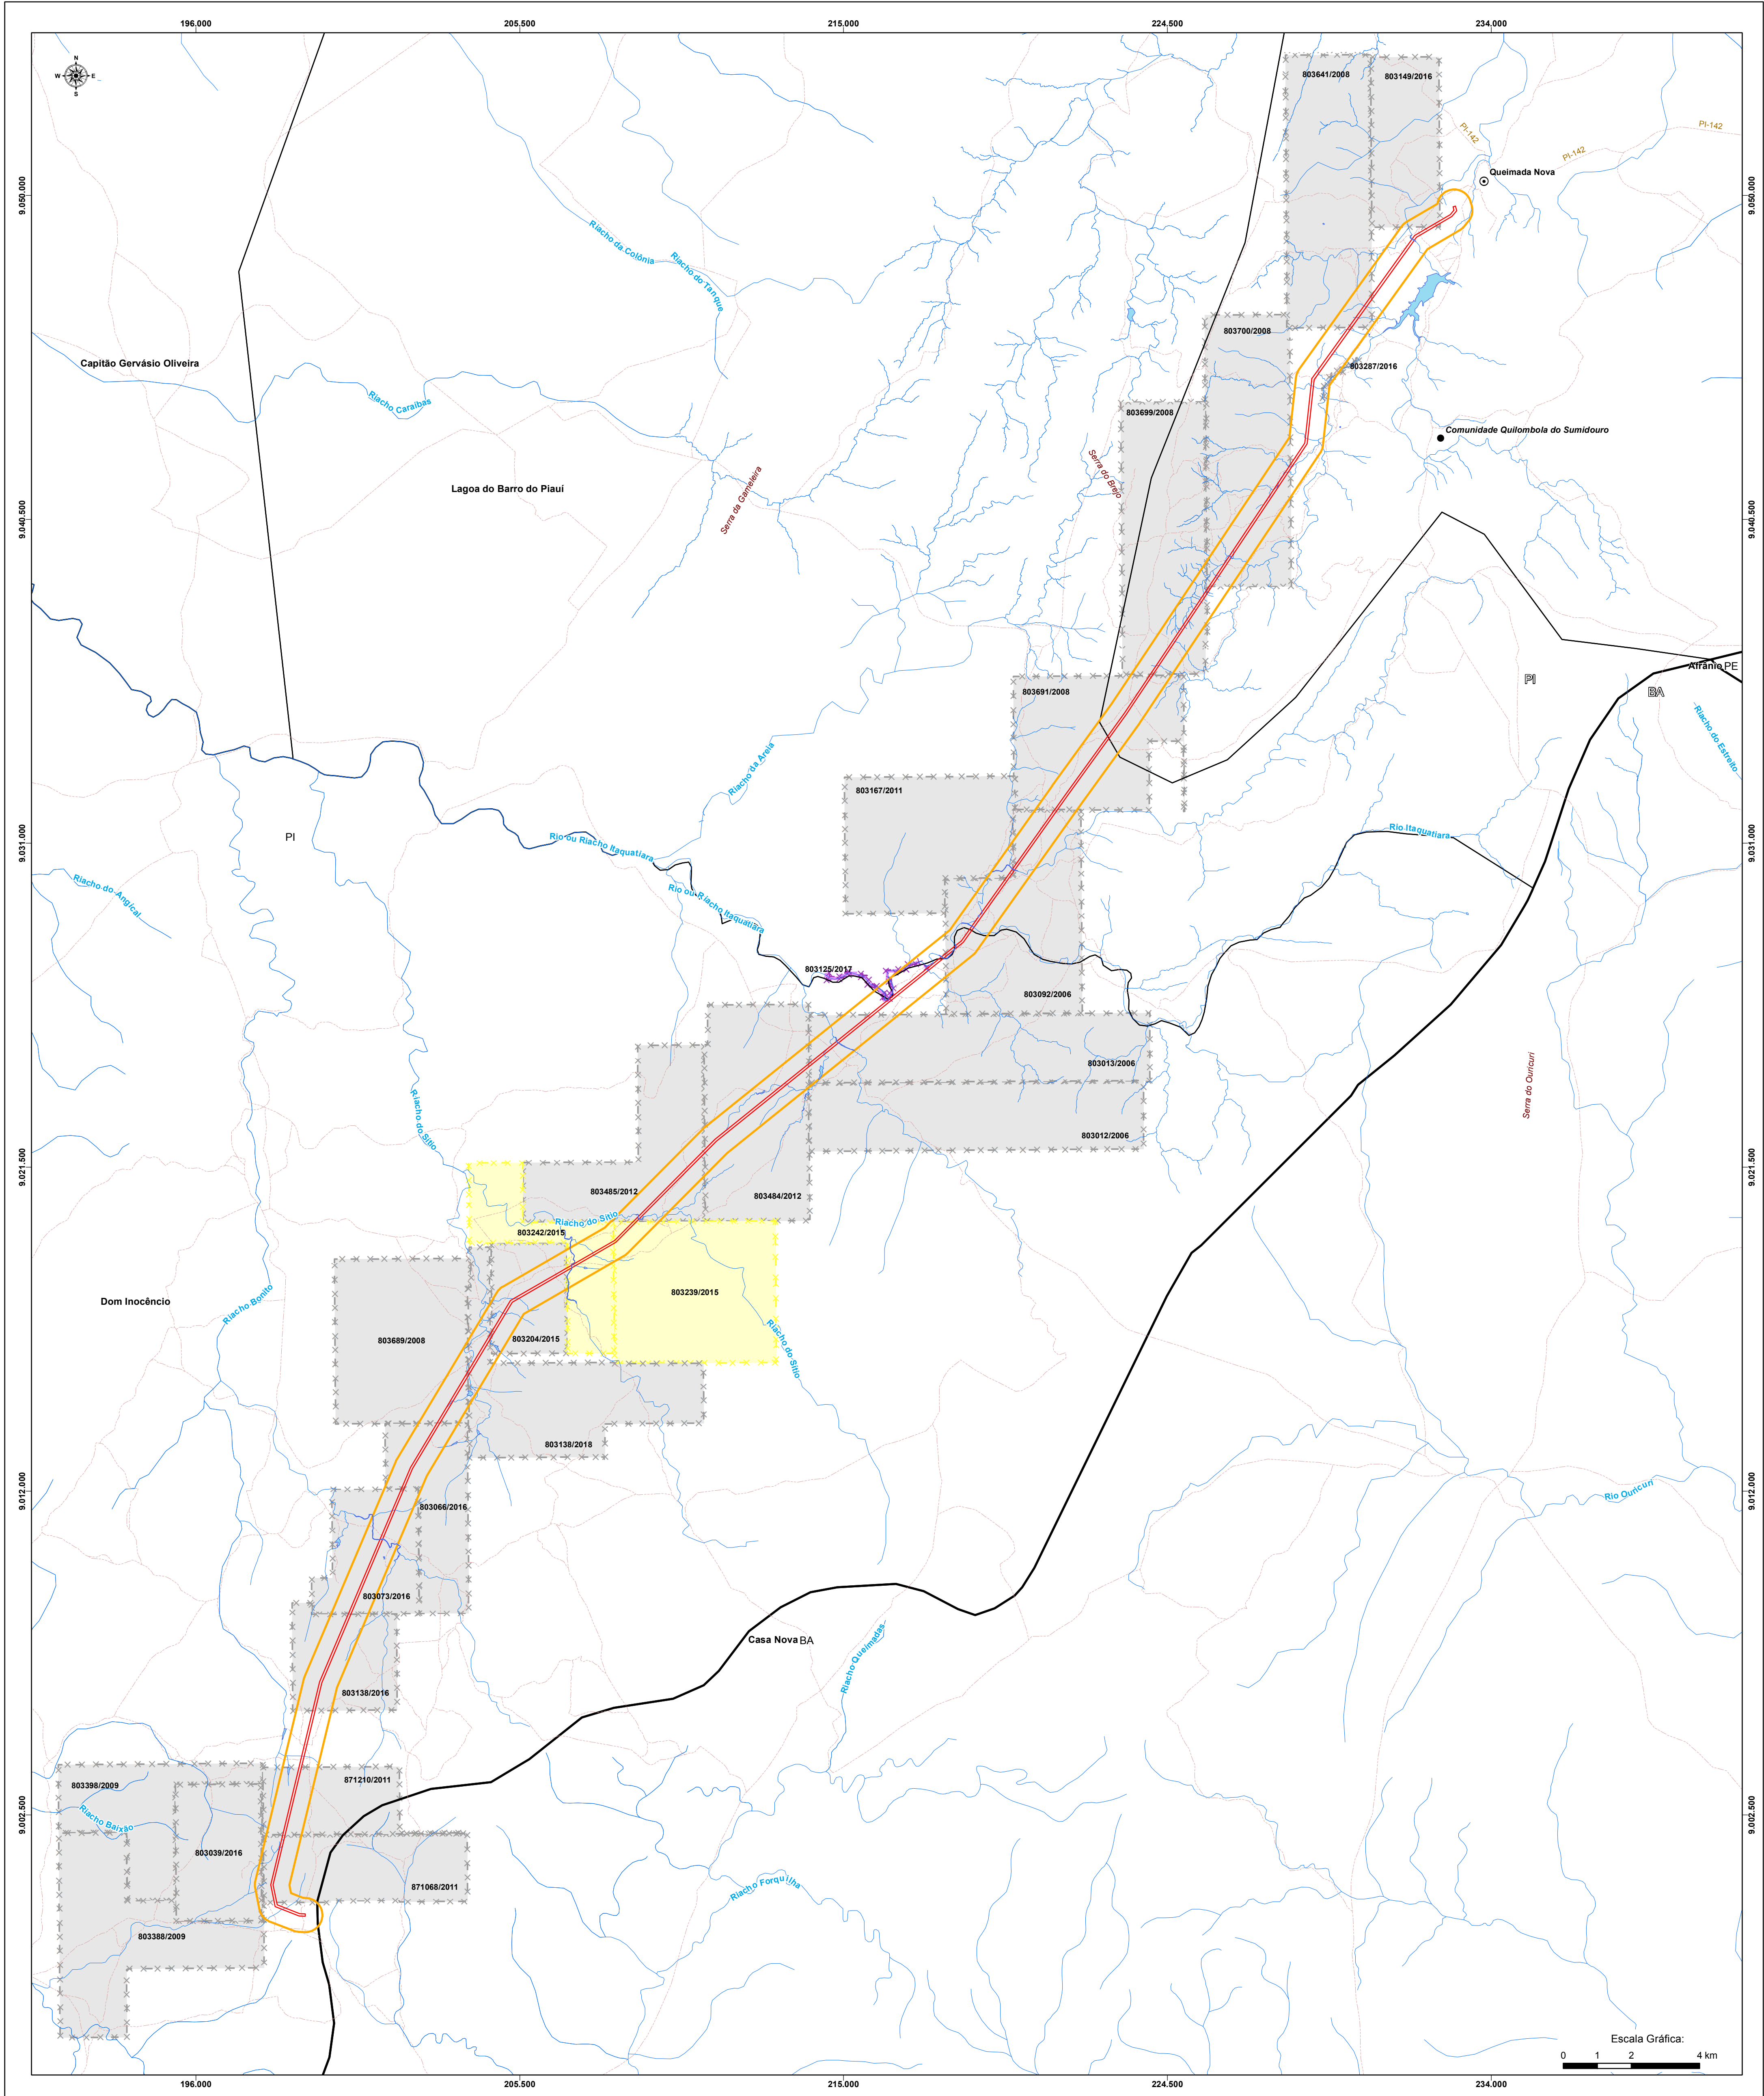 196.000
205.500
215.000
224.500
234.000
N
W
E
S
803641/2008
803149/2016
PI-142
PI-142
PI-142
Queimada Nova
9.050.000
9.050.000
Riacho da Colônia
Riacho do Tanque
803700/2008
Capitão Gervásio Oliveira
803287/2016
Riacho Caraíbas
803699/2008
Comunidade Quilombola do Sumidouro
Serra do Brejo
Lagoa do Barro do Piauí
Serra da Gameleira
9.040.500
9.040.500
Afrânio
PE
PI
BA
803691/2008
Riacho do Estreito
Riacho da Areia
803167/2011
Rio Itaquatiara
PI
9.031.000
9.031.000
Rio ou Riacho Itaquatiara
Riacho do Angical
Rio ou Riacho Itaquatiara
803125/2017
803092/2006
803013/2006
Serra do Ouricuri
Riacho do Sítio
803012/2006
9.021.500
9.021.500
803485/2012
803484/2012
Riacho do Sítio
803242/2015
803239/2015
Dom Inocêncio
Riacho Bonito
803689/2008
803204/2015
Riacho do Sítio
803138/2018
9.012.000
9.012.000
Rio Ouricuri
803066/2016
803073/2016
Casa Nova
BA
Riacho Queimadas
803138/2016
803398/2009
871210/2011
Riacho Baixão
9.002.500
9.002.500
803039/2016
871068/2011
Riacho Forquilha
803388/2009
Escala Gráfica:
0
1
2
4 km
196.000
205.500
215.000
224.500
234.000